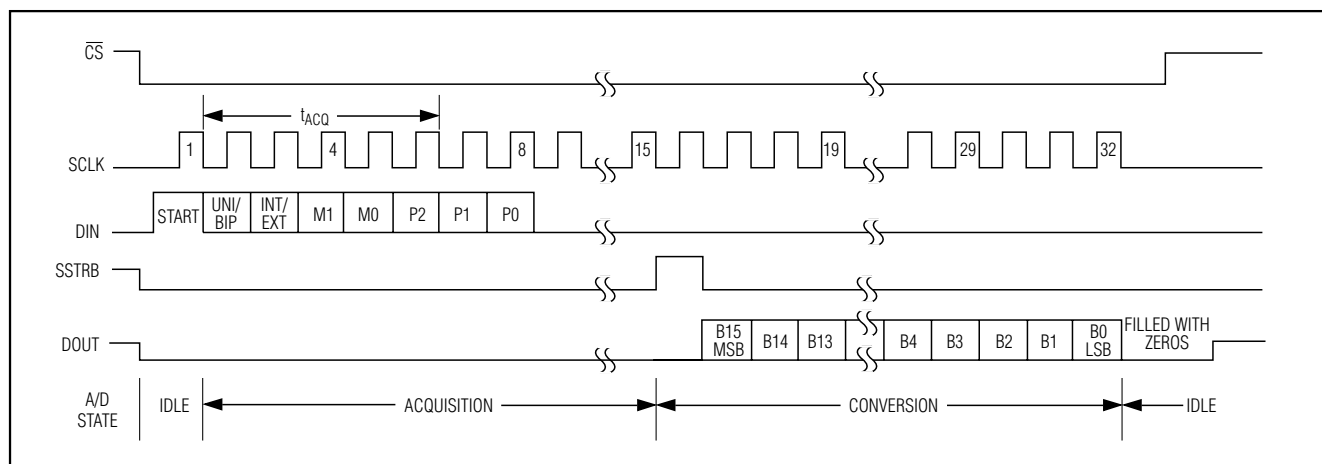 CS
tACQ
SCLK 1 4 8 15 19 29 32
DIN START UNI/BIP INT/EXT M1 M0 P2 P1 P0
SSTRB
DOUT B15 MSB B14 B13 B4 B3 B2 B1 B0 LSB FILLED WITH ZEROS
A/D STATE IDLE ACQUISITION CONVERSION IDLE